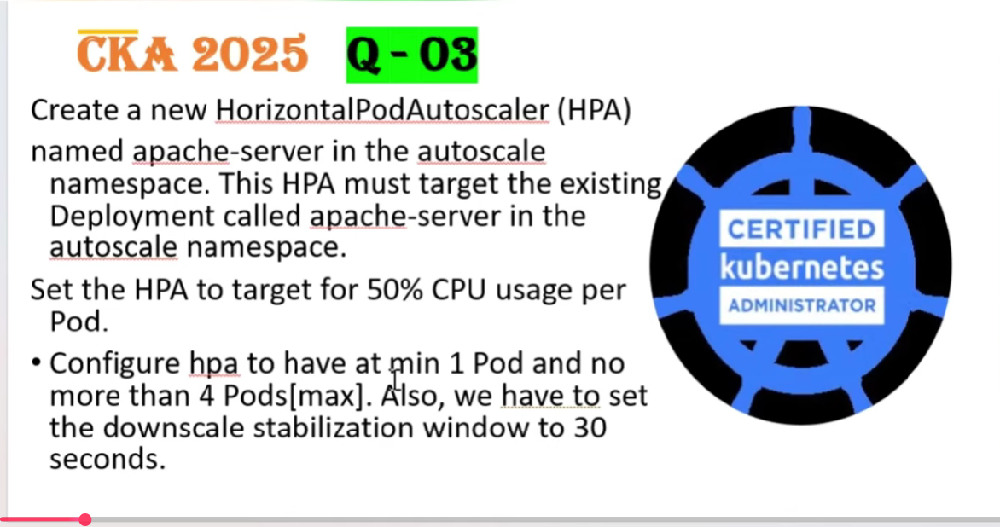 CKA 2025 Q - 03
Create a new HorizontalPodAutoscaler (HPA)
named apache-server in the autoscale
namespace. This HPA must target the existing
Deployment called apache-server in the
autoscale namespace.
Set the HPA to target for 50% CPU usage per
Pod.
• Configure hpa to have at min 1 Pod and no
more than 4 Pods[max]. Also, we have to set
the downscale stabilization window to 30
seconds.
CERTIFIED
kubernetes
ADMINISTRATOR